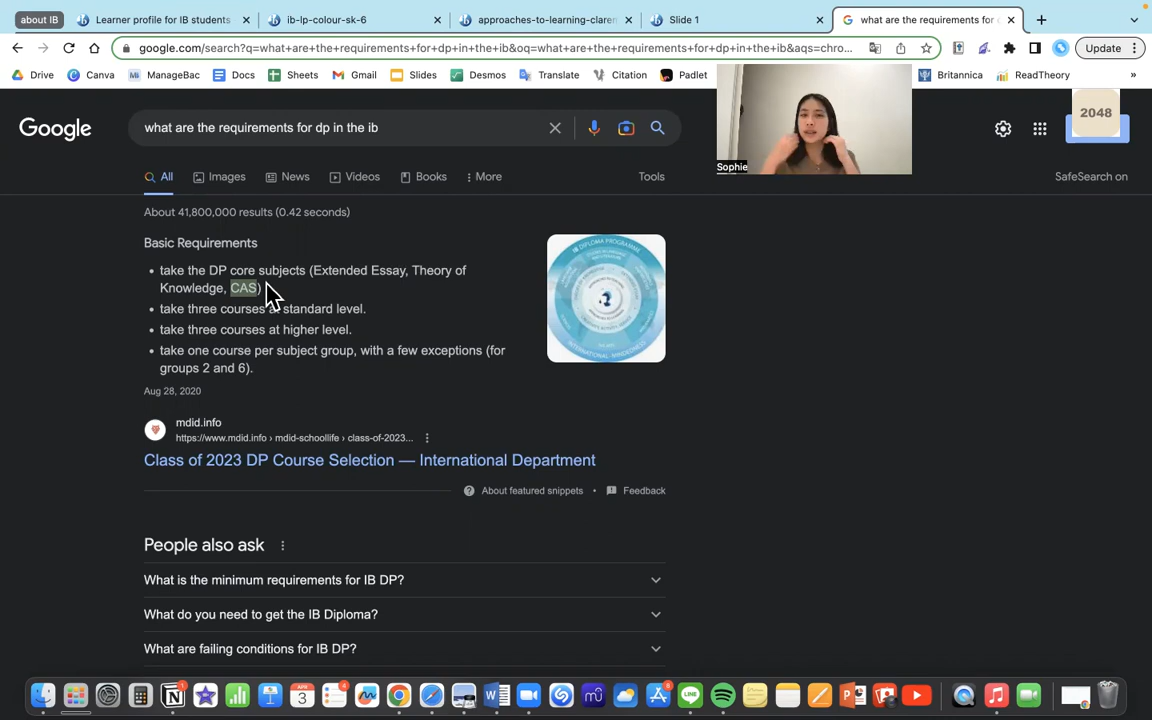 about IB
Learner profile for IB students
ib-lp-colour-sk-6
approaches-to-learning-claren
Slide 1
what are the requirements for
google.com/search?q=what+are+the+requirements+for+dp+in+the+ib&oq=what+are+the+requirements+for+dp+in+the+ib&aqs=chro...
Update
Drive
Canva
ManageBac
Docs
Sheets
Gmail
Slides
Desmos
Translate
Citation
Padlet
Britannica
ReadTheory
»
Google
what are the requirements for dp in the ib
2048
Sophie
All
Images
News
Videos
Books
More
Tools
SafeSearch on
About 41,800,000 results (0.42 seconds)
Basic Requirements
• take the DP core subjects (Extended Essay, Theory of
Knowledge, CAS)
• take three courses at standard level.
• take three courses at higher level.
• take one course per subject group, with a few exceptions (for
groups 2 and 6).
Aug 28, 2020
mdid.info
https://www.mdid.info › mdid-schoollife › class-of-2023...
Class of 2023 DP Course Selection — International Department
About featured snippets • Feedback
People also ask
What is the minimum requirements for IB DP?
What do you need to get the IB Diploma?
What are failing conditions for IB DP?
APR
3